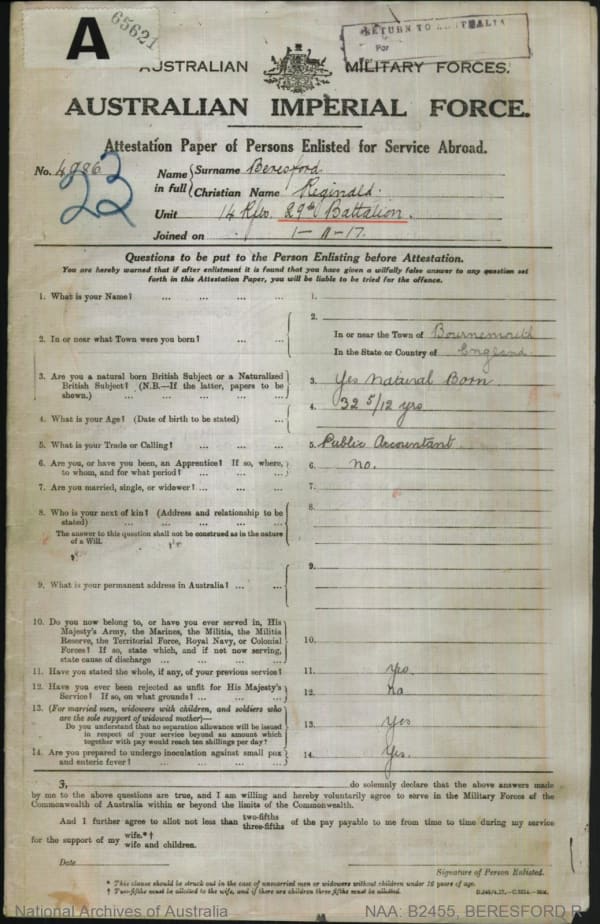 A
65621
RETURN TO AUSTRALIA
For
AUSTRALIAN MILITARY FORCES.
AUSTRALIAN IMPERIAL FORCE.
Attestation Paper of Persons Enlisted for Service Abroad.
No. 4986
23
Name in full { Surname Beresford
Christian Name Reginald.
Unit 14 Rfts. 29th Battalion.
Joined on 1-11-17.
Questions to be put to the Person Enlisting before Attestation.
You are hereby warned that if after enlistment it is found that you have given a wilfully false answer to any question set
forth in this Attestation Paper, you will be liable to be tried for the offence.
1. What is your Name? ... ... ... ... 1.
2. In or near what Town were you born? ... ... 2.
In or near the Town of Bournemouth
In the State or Country of England.
3. Are you a natural born British Subject or a Naturalized
British Subject? (N.B.—If the latter, papers to be
shown.) ... ... ... ... 3. Yes Natural Born.
4. What is your Age? (Date of birth to be stated) ... 4. 32 5/12 yrs
5. What is your Trade or Calling? ... ... ... 5. Public Accountant.
6. Are you, or have you been, an Apprentice? If so, where,
to whom, and for what period? ... ... ... 6. no.
7. Are you married, single, or widower? ... ... ... 7.
8. Who is your next of kin? (Address and relationship to be
stated) ... ... ... ... 8.
The answer to this question shall not be construed as in the nature
of a Will.
9. What is your permanent address in Australia? ... ... 9.
10. Do you now belong to, or have you ever served in, His
Majesty's Army, the Marines, the Militia, the Militia
Reserve, the Territorial Force, Royal Navy, or Colonial
Forces? If so, state which, and if not now serving,
state cause of discharge ... ... ... ... 10.
11. Have you stated the whole, if any, of your previous service? 11. yes.
12. Have you ever been rejected as unfit for His Majesty's
Service? If so, on what grounds? ... ... ... 12. no
13. (For married men, widowers with children, and soldiers who
are the sole support of widowed mother)—
Do you understand that no separation allowance will be issued
in respect of your service beyond an amount which
together with pay would reach ten shillings per day? 13. yes
14. Are you prepared to undergo inoculation against small pox
and enteric fever? ... ... ... ... 14. Yes.
I, do solemnly declare that the above answers made
by me to the above questions are true, and I am willing and hereby voluntarily agree to serve in the Military Forces of the
Commonwealth of Australia within or beyond the limits of the Commonwealth.
And I further agree to allot not less than two-fifths three-fifths of the pay payable to me from time to time during my service
for the support of my wife.*†
wife and children.
Date
Signature of Person Enlisted.
* This clause should be struck out in the case of unmarried men or widowers without children under 18 years of age.
† Two-fifths must be allotted to the wife, and if there are children three-fifths must be allotted.
National Archives of Australia
NAA: B2455, BERESFORD R